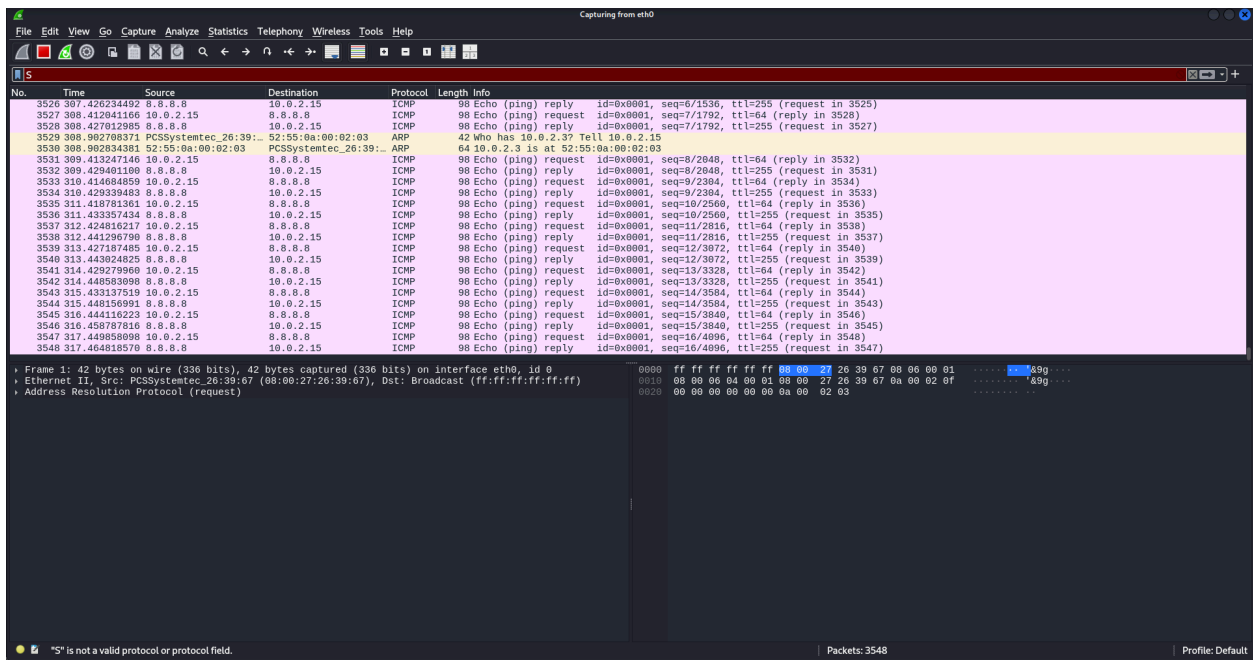 Capturing from eth0
File Edit View Go Capture Analyze Statistics Telephony Wireless Tools Help
S
No. Time Source Destination Protocol Length Info
3526 307.426234492 8.8.8.8 10.0.2.15 ICMP 98 Echo (ping) reply id=0x0001, seq=6/1536, ttl=255 (request in 3525)
3527 308.412041166 10.0.2.15 8.8.8.8 ICMP 98 Echo (ping) request id=0x0001, seq=7/1792, ttl=64 (reply in 3528)
3528 308.427012985 8.8.8.8 10.0.2.15 ICMP 98 Echo (ping) reply id=0x0001, seq=7/1792, ttl=255 (request in 3527)
3529 308.902708371 PCSSystemtec_26:39:… 52:55:0a:00:02:03 ARP 42 Who has 10.0.2.3? Tell 10.0.2.15
3530 308.902834381 52:55:0a:00:02:03 PCSSystemtec_26:39:… ARP 64 10.0.2.3 is at 52:55:0a:00:02:03
3531 309.413247146 10.0.2.15 8.8.8.8 ICMP 98 Echo (ping) request id=0x0001, seq=8/2048, ttl=64 (reply in 3532)
3532 309.429401100 8.8.8.8 10.0.2.15 ICMP 98 Echo (ping) reply id=0x0001, seq=8/2048, ttl=255 (request in 3531)
3533 310.414684859 10.0.2.15 8.8.8.8 ICMP 98 Echo (ping) request id=0x0001, seq=9/2304, ttl=64 (reply in 3534)
3534 310.429339483 8.8.8.8 10.0.2.15 ICMP 98 Echo (ping) reply id=0x0001, seq=9/2304, ttl=255 (request in 3533)
3535 311.418781361 10.0.2.15 8.8.8.8 ICMP 98 Echo (ping) request id=0x0001, seq=10/2560, ttl=64 (reply in 3536)
3536 311.433357434 8.8.8.8 10.0.2.15 ICMP 98 Echo (ping) reply id=0x0001, seq=10/2560, ttl=255 (request in 3535)
3537 312.424816217 10.0.2.15 8.8.8.8 ICMP 98 Echo (ping) request id=0x0001, seq=11/2816, ttl=64 (reply in 3538)
3538 312.441296790 8.8.8.8 10.0.2.15 ICMP 98 Echo (ping) reply id=0x0001, seq=11/2816, ttl=255 (request in 3537)
3539 313.427187485 10.0.2.15 8.8.8.8 ICMP 98 Echo (ping) request id=0x0001, seq=12/3072, ttl=64 (reply in 3540)
3540 313.443024825 8.8.8.8 10.0.2.15 ICMP 98 Echo (ping) reply id=0x0001, seq=12/3072, ttl=255 (request in 3539)
3541 314.429279960 10.0.2.15 8.8.8.8 ICMP 98 Echo (ping) request id=0x0001, seq=13/3328, ttl=64 (reply in 3542)
3542 314.448583098 8.8.8.8 10.0.2.15 ICMP 98 Echo (ping) reply id=0x0001, seq=13/3328, ttl=255 (request in 3541)
3543 315.433137519 10.0.2.15 8.8.8.8 ICMP 98 Echo (ping) request id=0x0001, seq=14/3584, ttl=64 (reply in 3544)
3544 315.448156991 8.8.8.8 10.0.2.15 ICMP 98 Echo (ping) reply id=0x0001, seq=14/3584, ttl=255 (request in 3543)
3545 316.444116223 10.0.2.15 8.8.8.8 ICMP 98 Echo (ping) request id=0x0001, seq=15/3840, ttl=64 (reply in 3546)
3546 316.458787816 8.8.8.8 10.0.2.15 ICMP 98 Echo (ping) reply id=0x0001, seq=15/3840, ttl=255 (request in 3545)
3547 317.449858098 10.0.2.15 8.8.8.8 ICMP 98 Echo (ping) request id=0x0001, seq=16/4096, ttl=64 (reply in 3548)
3548 317.464818570 8.8.8.8 10.0.2.15 ICMP 98 Echo (ping) reply id=0x0001, seq=16/4096, ttl=255 (request in 3547)
Frame 1: 42 bytes on wire (336 bits), 42 bytes captured (336 bits) on interface eth0, id 0
Ethernet II, Src: PCSSystemtec_26:39:67 (08:00:27:26:39:67), Dst: Broadcast (ff:ff:ff:ff:ff:ff)
Address Resolution Protocol (request)
0000 ff ff ff ff ff ff 08 00 27 26 39 67 08 06 00 01 ········'&9g····
0010 08 00 06 04 00 01 08 00 27 26 39 67 0a 00 02 0f ········'&9g····
0020 00 00 00 00 00 00 0a 00 02 03 ··········
"S" is not a valid protocol or protocol field.
Packets: 3548
Profile: Default